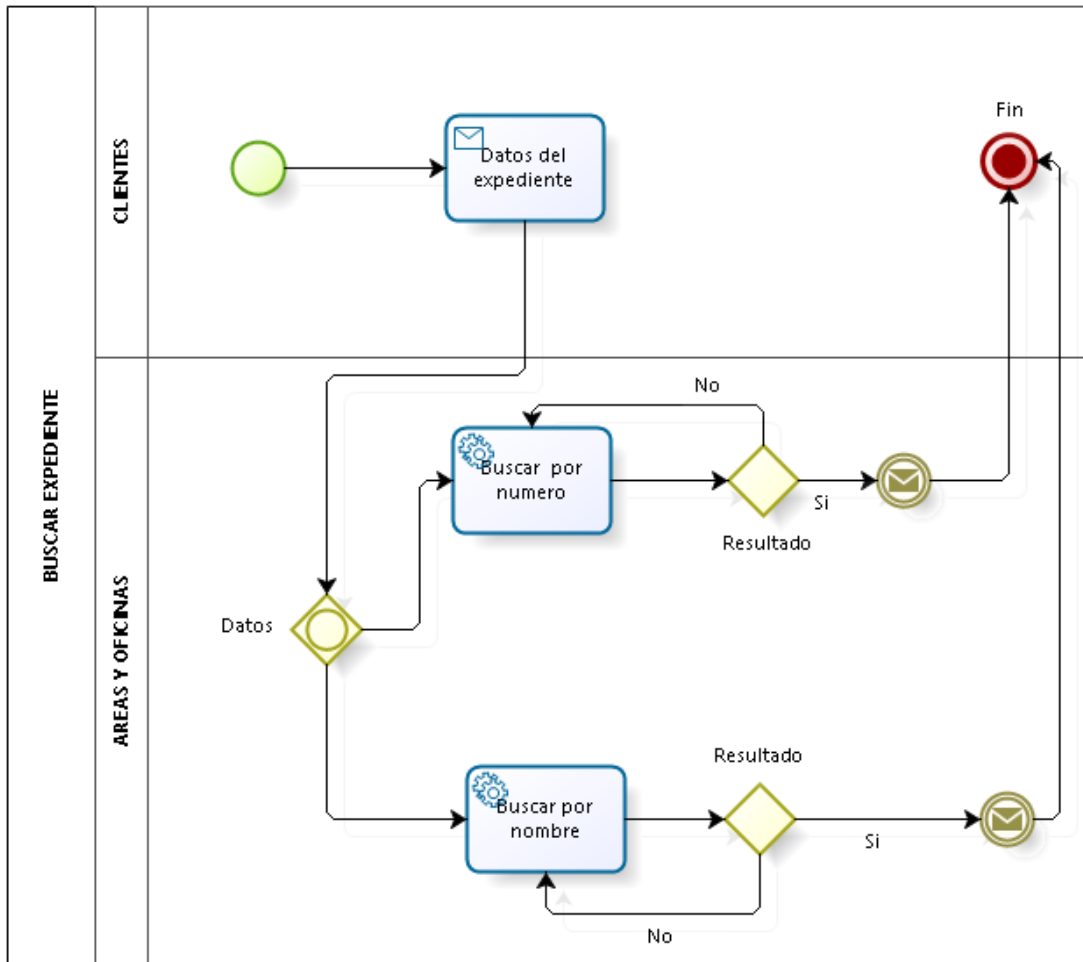 BUSCAR EXPEDIENTE
CLIENTES
Datos del
expediente
Fin
AREAS Y OFICINAS
No
Buscar por
numero
Si
Resultado
Datos
Resultado
Buscar por
nombre
Si
No